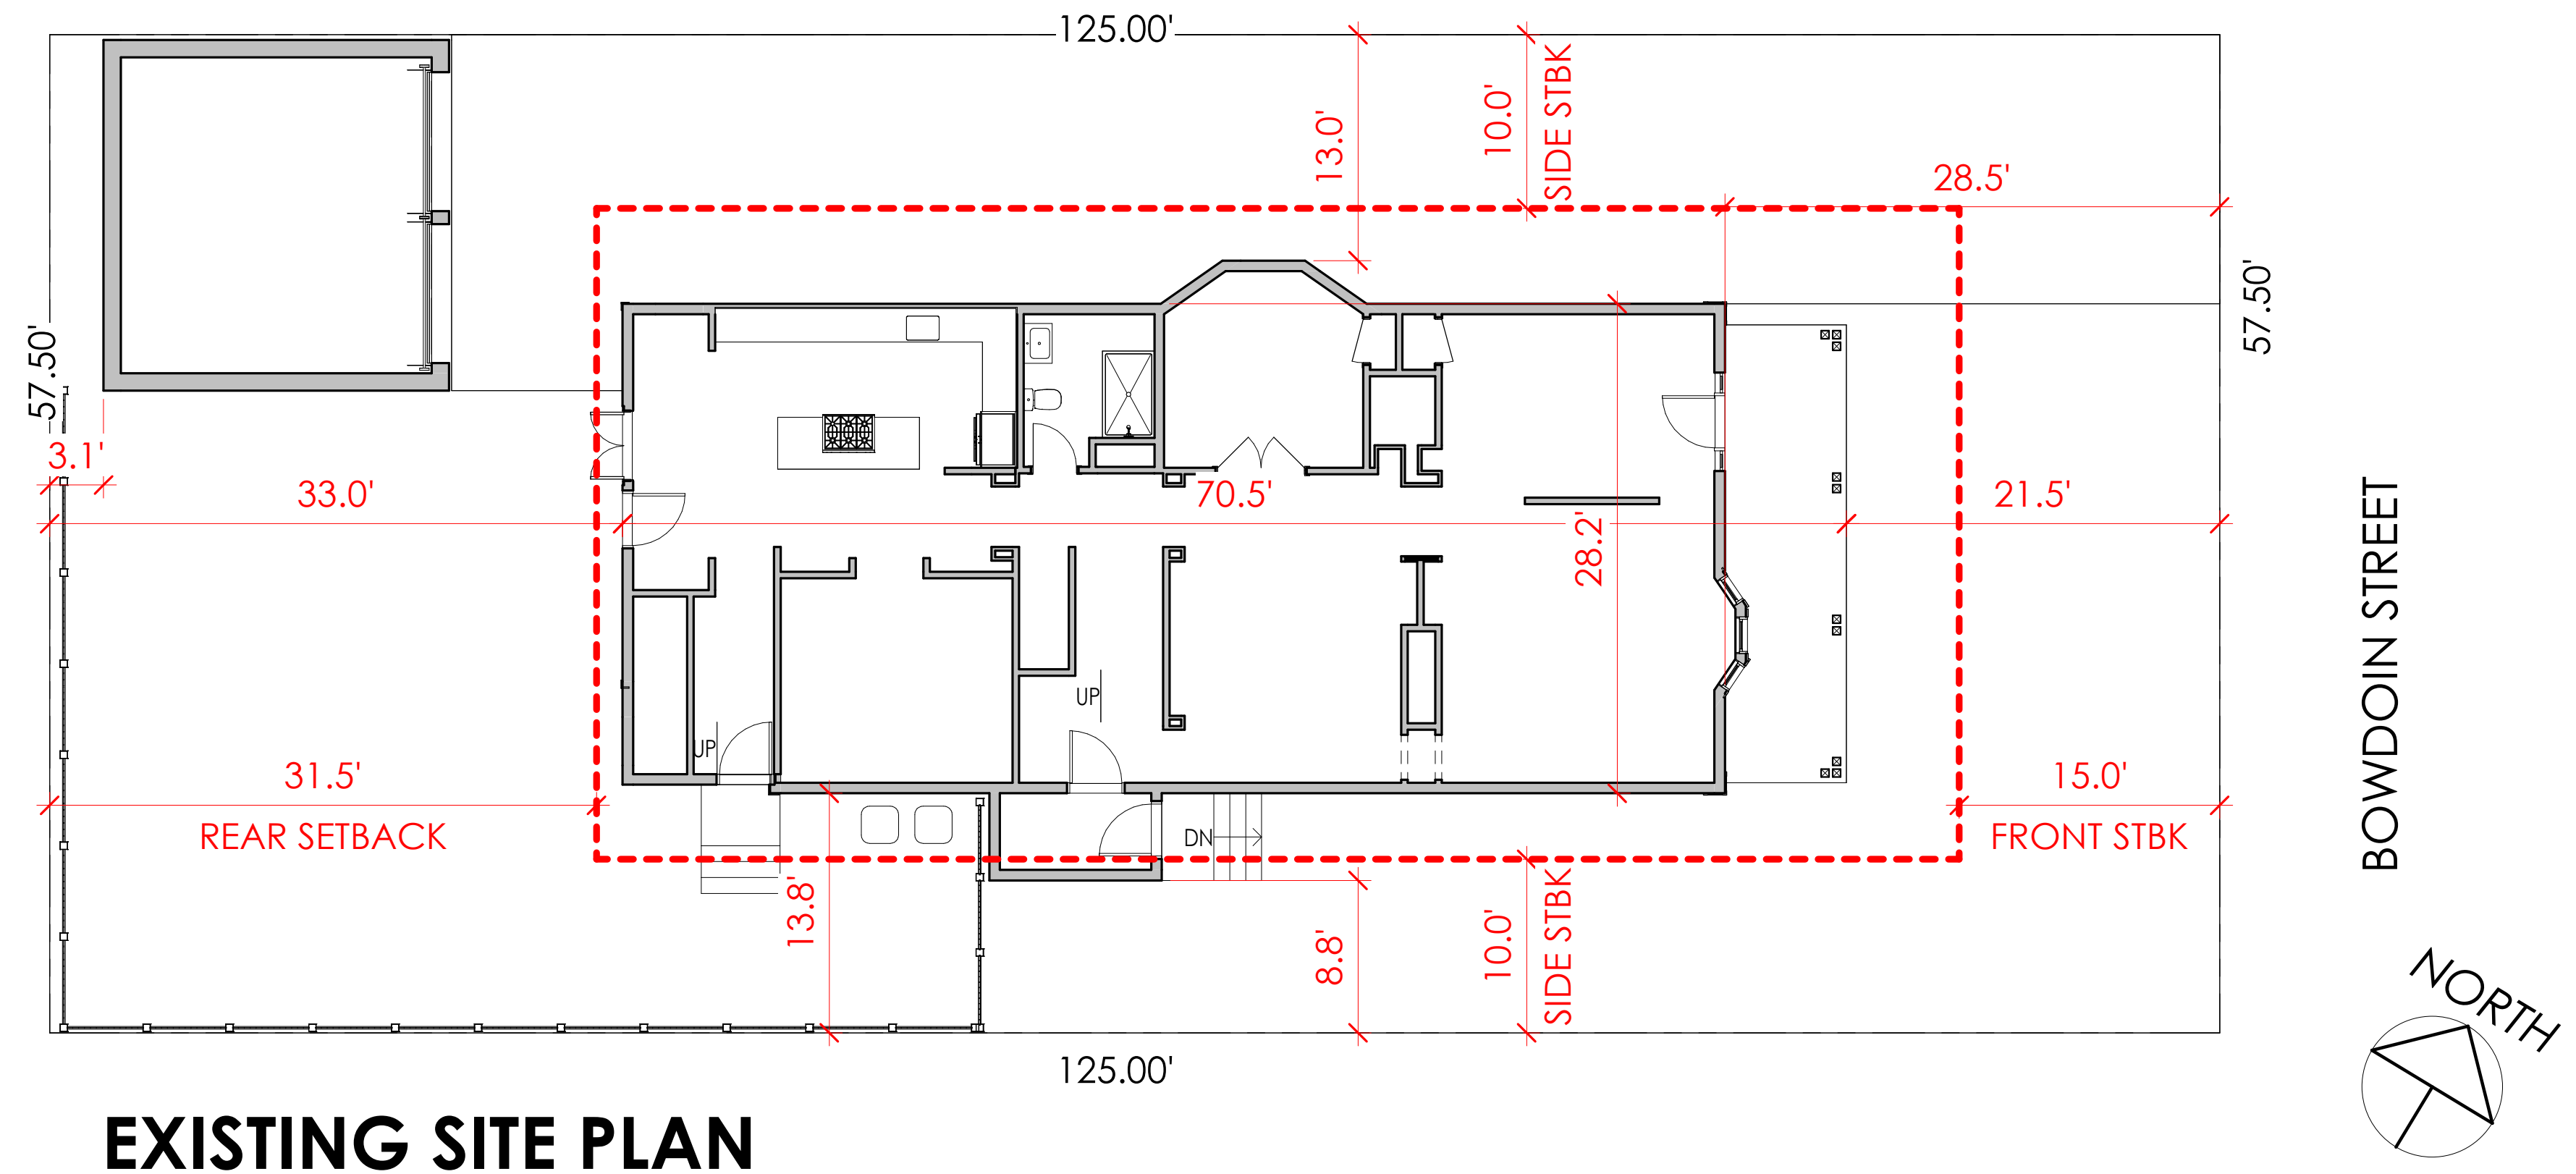 125.00'
13.0'
10.0'
SIDE STBK
28.5'
57.50'
57.50'
3.1'
33.0'
70.5'
28.2'
21.5'
BOWDOIN STREET
UP
UP
31.5'
REAR SETBACK
15.0'
FRONT STBK
DN
13.8'
8.8'
10.0'
SIDE STBK
NORTH
125.00'
EXISTING SITE PLAN